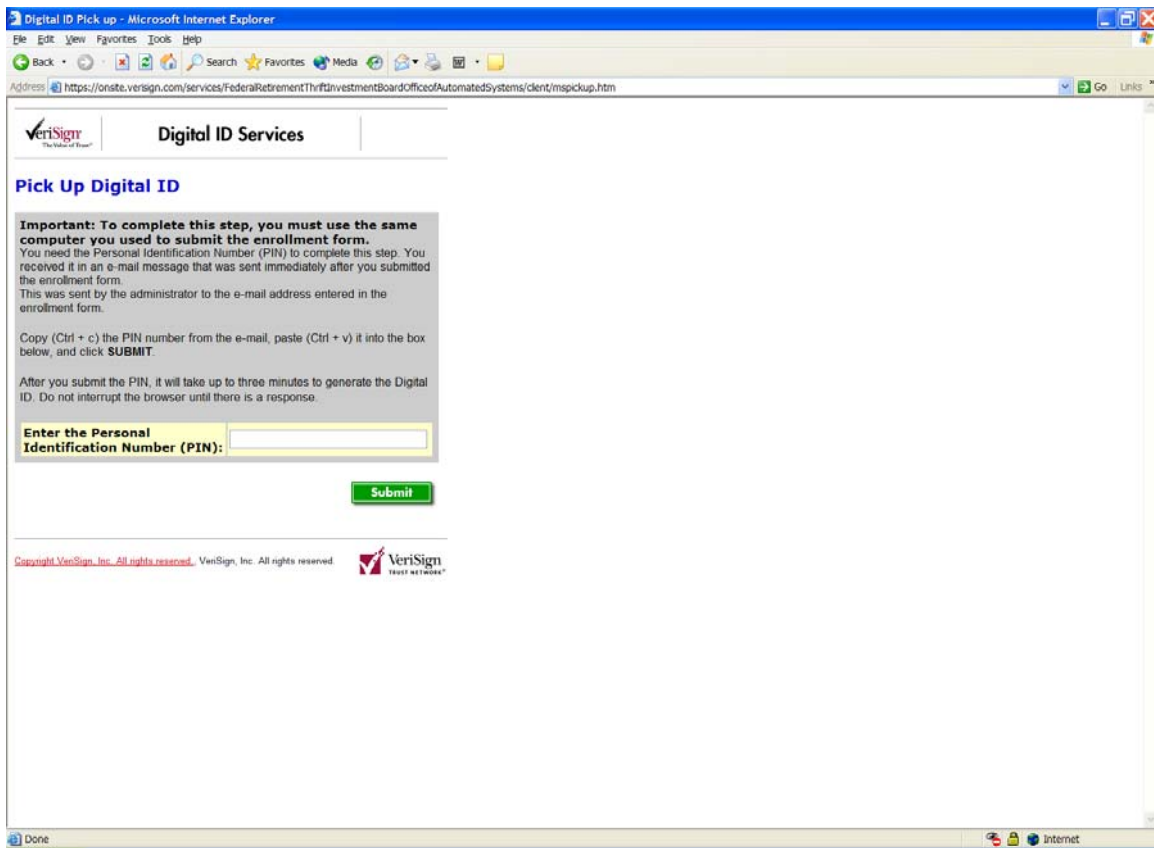 Digital ID Pick up - Microsoft Internet Explorer
File Edit View Favorites Tools Help
Back Search Favorites Media
Address https://onsite.verisign.com/services/FederalRetirementThriftInvestmentBoardOfficeofAutomatedSystems/client/mspickup.htm Go Links »
VeriSign Digital ID Services
The Value of Trust
Pick Up Digital ID
Important: To complete this step, you must use the same
computer you used to submit the enrollment form.
You need the Personal Identification Number (PIN) to complete this step. You
received it in an e-mail message that was sent immediately after you submitted
the enrollment form.
This was sent by the administrator to the e-mail address entered in the
enrollment form.
Copy (Ctrl + c) the PIN number from the e-mail, paste (Ctrl + v) it into the box
below, and click SUBMIT.
After you submit the PIN, it will take up to three minutes to generate the Digital
ID. Do not interrupt the browser until there is a response.
Enter the Personal
Identification Number (PIN):
Submit
Copyright VeriSign, Inc. All rights reserved., VeriSign, Inc. All rights reserved.
VeriSign
TRUST NETWORK
Done Internet